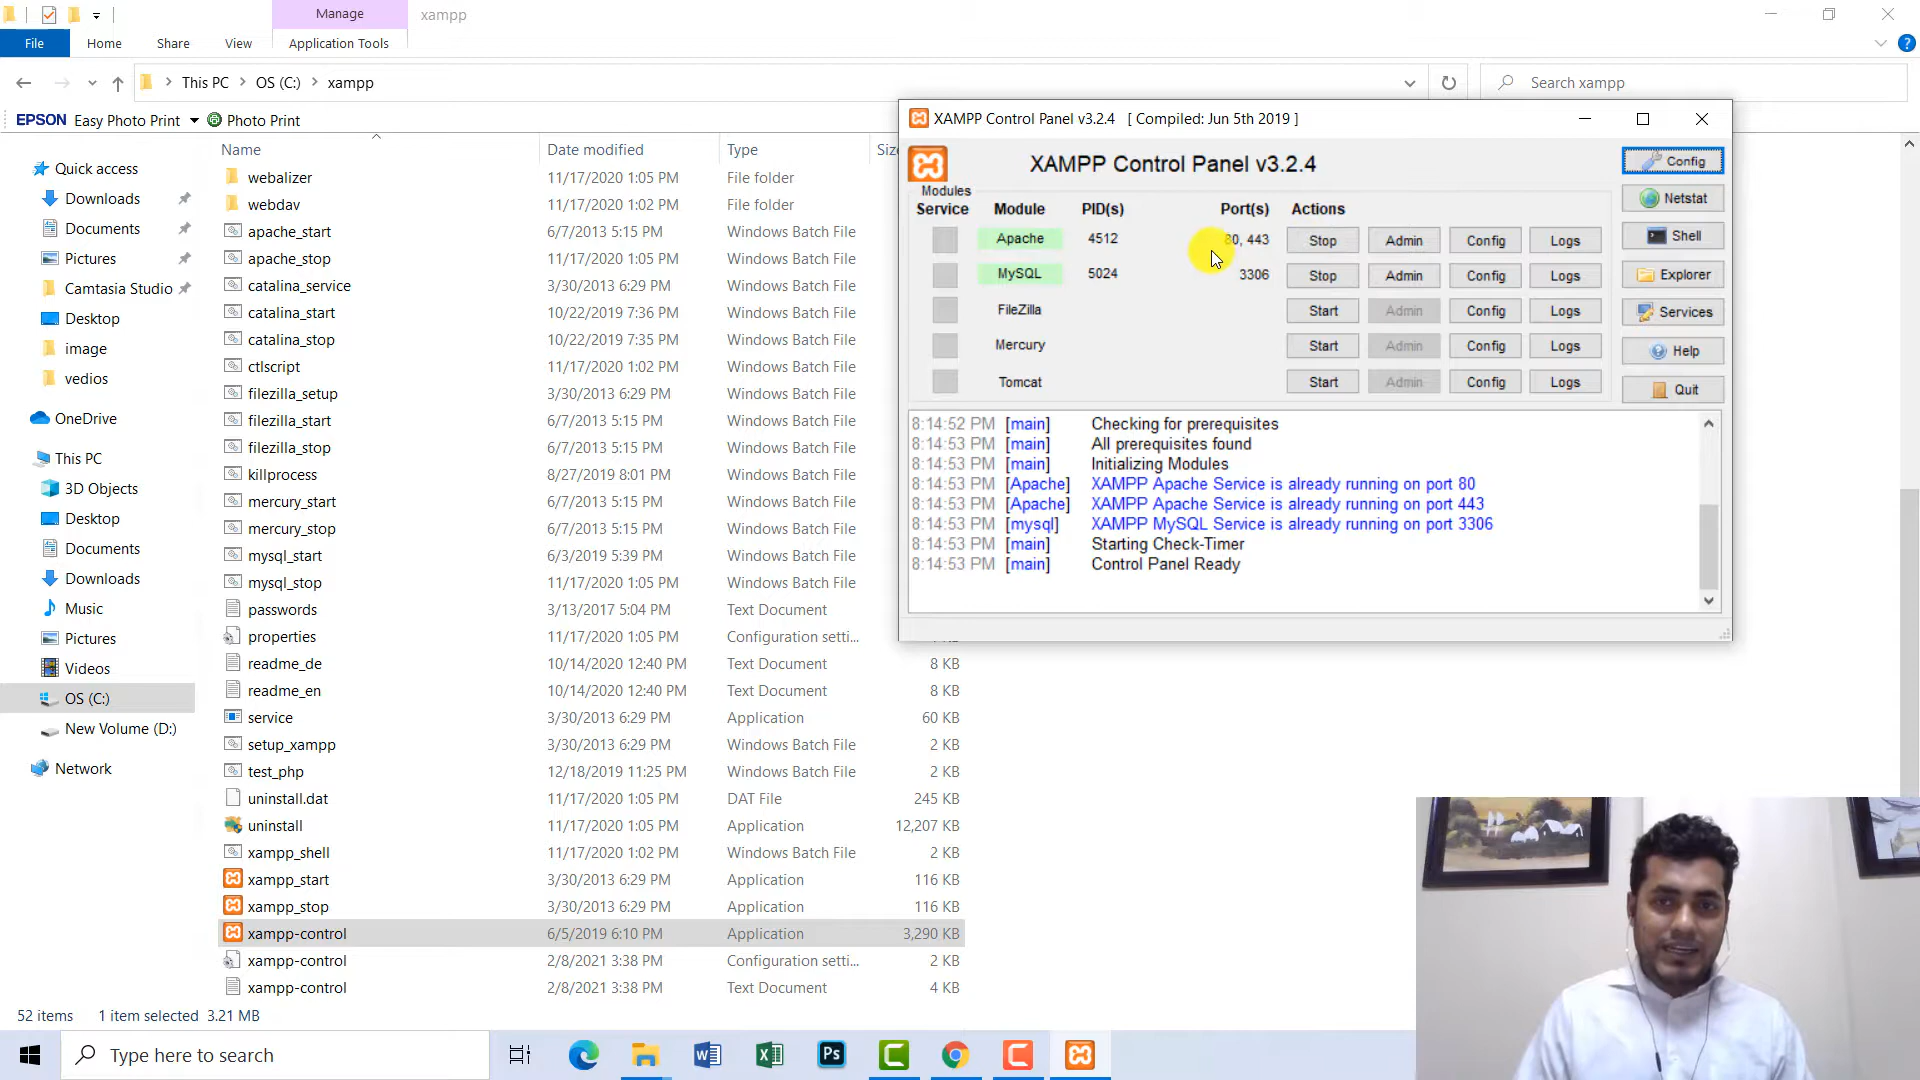 Manage
xampp
File
Home
Share
View
Application Tools
This PC
OS (C:)
xampp
Search xampp
EPSON Easy Photo Print
Photo Print
Name
Date modified
Type
Quick access
Downloads
Documents
Pictures
Camtasia Studio
Desktop
image
vedios
OneDrive
This PC
3D Objects
Desktop
Documents
Downloads
Music
Pictures
Videos
OS (C:)
New Volume (D:)
Network
webalizer 11/17/2020 1:05 PM File folder
webdav 11/17/2020 1:02 PM File folder
apache_start 6/7/2013 5:15 PM Windows Batch File
apache_stop 6/7/2013 5:15 PM Windows Batch File
catalina_service 3/30/2013 6:29 PM Windows Batch File
catalina_start 10/22/2019 7:36 PM Windows Batch File
catalina_stop 10/22/2019 7:35 PM Windows Batch File
ctlscript 11/17/2020 1:02 PM Windows Batch File
filezilla_setup 3/30/2013 6:29 PM Windows Batch File
filezilla_start 6/7/2013 5:15 PM Windows Batch File
filezilla_stop 6/7/2013 5:15 PM Windows Batch File
killprocess 8/27/2019 8:01 PM Windows Batch File
mercury_start 6/7/2013 5:15 PM Windows Batch File
mercury_stop 6/7/2013 5:15 PM Windows Batch File
mysql_start 6/3/2019 5:39 PM Windows Batch File
mysql_stop 11/17/2020 1:05 PM Windows Batch File
passwords 3/13/2017 5:04 PM Text Document
properties 11/17/2020 1:05 PM Configuration setti...
readme_de 10/14/2020 12:40 PM Text Document 8 KB
readme_en 10/14/2020 12:40 PM Text Document 8 KB
service 3/30/2013 6:29 PM Application 60 KB
setup_xampp 3/30/2013 6:29 PM Windows Batch File 2 KB
test_php 12/18/2019 11:25 PM Windows Batch File 2 KB
uninstall.dat 11/17/2020 1:05 PM DAT File 245 KB
uninstall 11/17/2020 1:05 PM Application 12,207 KB
xampp_shell 11/17/2020 1:02 PM Windows Batch File 2 KB
xampp_start 3/30/2013 6:29 PM Application 116 KB
xampp_stop 3/30/2013 6:29 PM Application 116 KB
xampp-control 6/5/2019 6:10 PM Application 3,290 KB
xampp-control 2/8/2021 3:38 PM Configuration setti... 2 KB
xampp-control 2/8/2021 3:38 PM Text Document 4 KB
52 items 1 item selected 3.21 MB
XAMPP Control Panel v3.2.4 [ Compiled: Jun 5th 2019 ]
XAMPP Control Panel v3.2.4
Modules
Service Module PID(s) Port(s) Actions
Apache 4512 80, 443 Stop Admin Config Logs
MySQL 5024 3306 Stop Admin Config Logs
FileZilla Start Admin Config Logs
Mercury Start Admin Config Logs
Tomcat Start Admin Config Logs
Config
Netstat
Shell
Explorer
Services
Help
Quit
8:14:52 PM [main] Checking for prerequisites
8:14:53 PM [main] All prerequisites found
8:14:53 PM [main] Initializing Modules
8:14:53 PM [Apache] XAMPP Apache Service is already running on port 80
8:14:53 PM [Apache] XAMPP Apache Service is already running on port 443
8:14:53 PM [mysql] XAMPP MySQL Service is already running on port 3306
8:14:53 PM [main] Starting Check-Timer
8:14:53 PM [main] Control Panel Ready
Type here to search
Ps